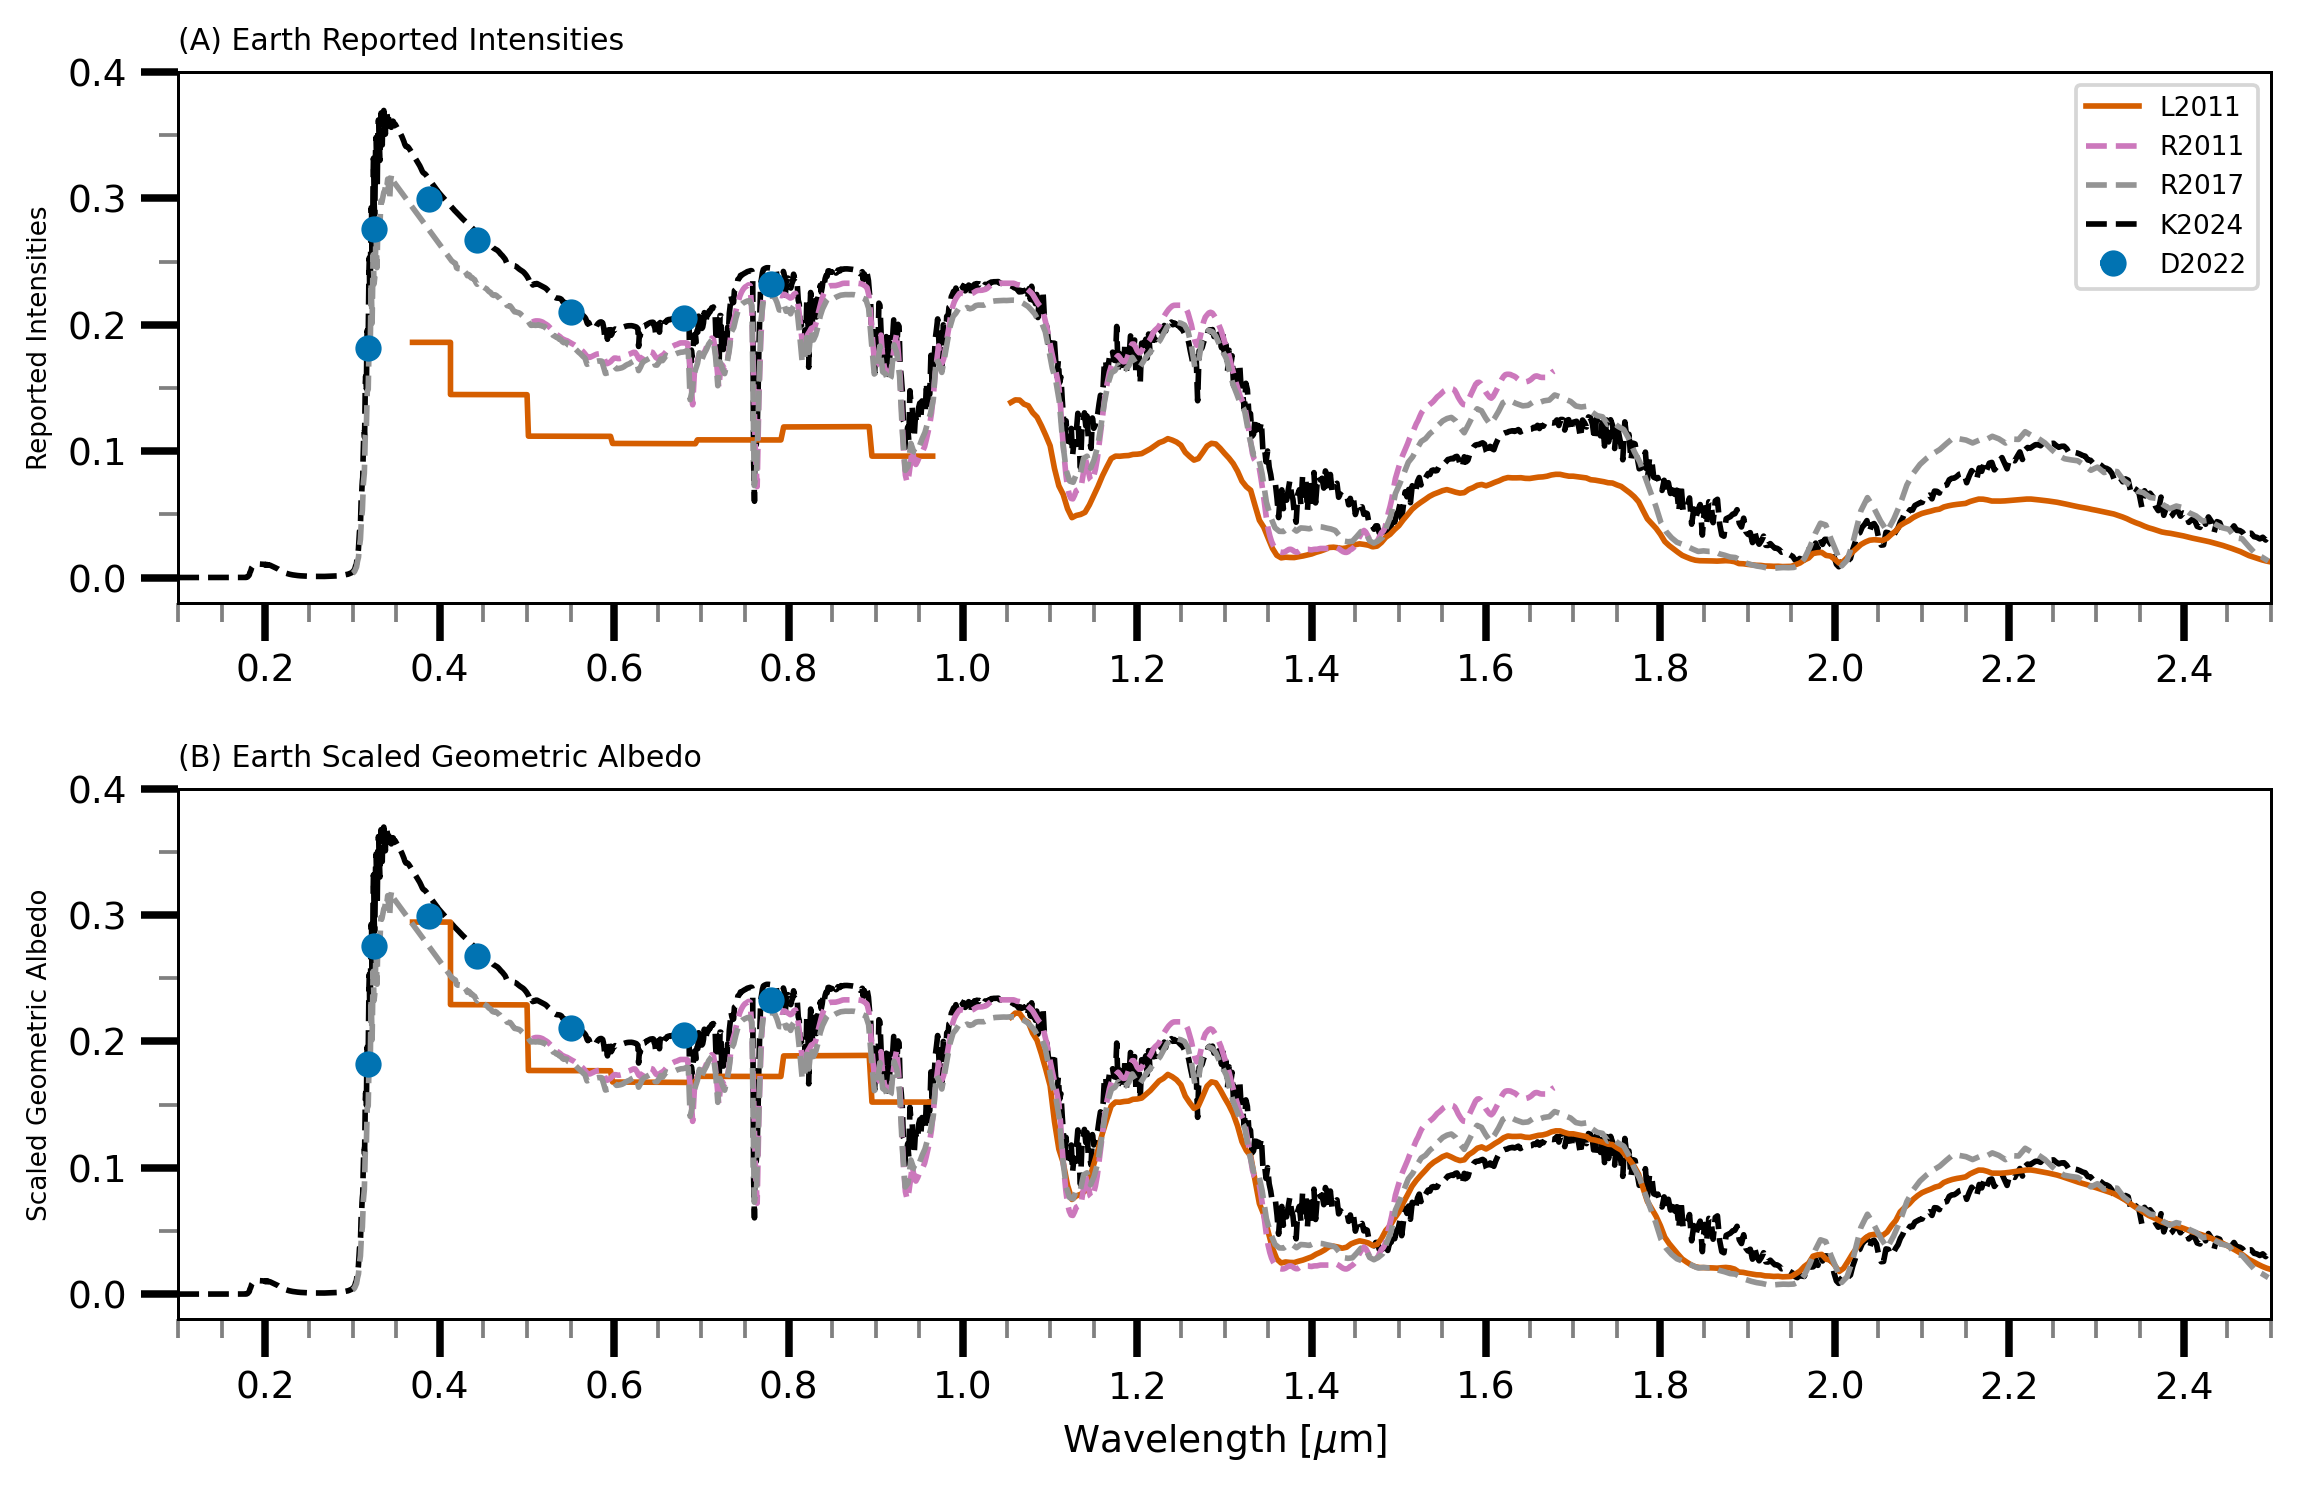 (A) Earth Reported Intensities
Reported Intensities
0.4
0.3
0.2
0.1
0.0
L2011
R2011
R2017
K2024
D2022
0.2 0.4 0.6 0.8 1.0 1.2 1.4 1.6 1.8 2.0 2.2 2.4
(B) Earth Scaled Geometric Albedo
Scaled Geometric Albedo
0.4
0.3
0.2
0.1
0.0
0.2 0.4 0.6 0.8 1.0 1.2 1.4 1.6 1.8 2.0 2.2 2.4
Wavelength [μm]